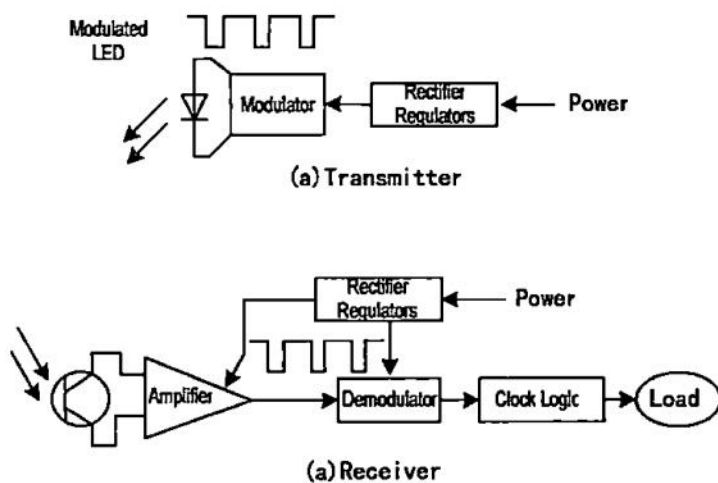 Modulated
LED
Modulator
Rectifier
Regulators
Power
(a)Transmitter
Rectifier
Regulators
Power
Amplifier
Demodulator
Clock Logic
Load
(a)Receiver